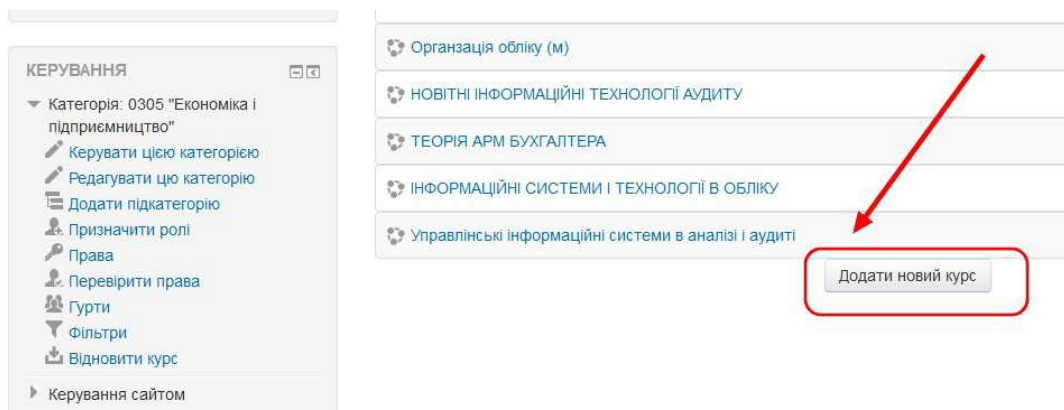 КЕРУВАННЯ
Категорія: 0305 "Економіка і
підприємництво"
Керувати цією категорією
Редагувати цю категорію
Додати підкатегорію
Призначити ролі
Права
Перевірити права
Гурти
Фільтри
Відновити курс
Керування сайтом
Органзація обліку (м)
НОВІТНІ ІНФОРМАЦІЙНІ ТЕХНОЛОГІЇ АУДИТУ
ТЕОРІЯ АРМ БУХГАЛТЕРА
ІНФОРМАЦІЙНІ СИСТЕМИ І ТЕХНОЛОГІЇ В ОБЛІКУ
Управлінські інформаційні системи в аналізі і аудиті
Додати новий курс